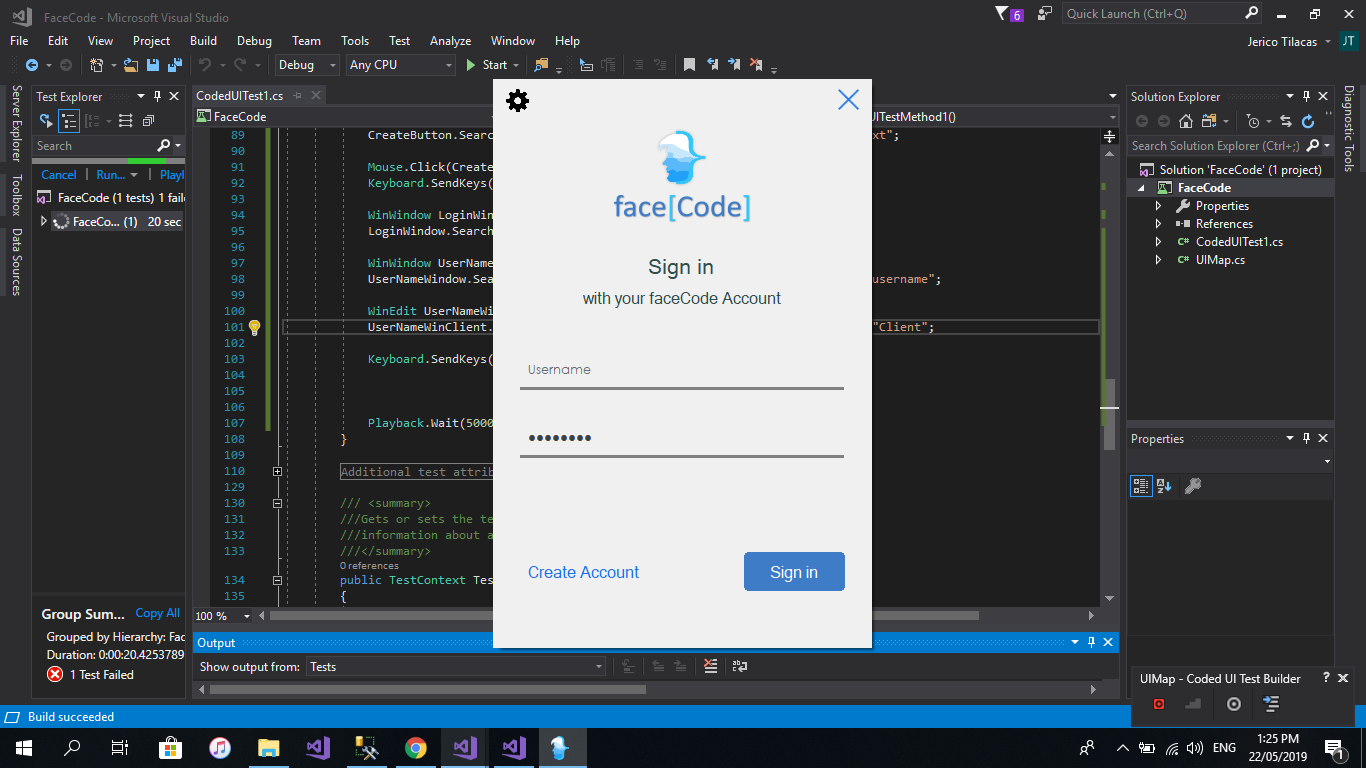 FaceCode - Microsoft Visual Studio
6
Quick Launch (Ctrl+Q)
File Edit View Project Build Debug Team Tools Test Analyze Window Help
Jerico Tilacas
JT
Debug
Any CPU
Start
Server Explorer
Toolbox
Data Sources
Test Explorer
Search
Cancel
Run...
Playl
FaceCode (1 tests) 1 faile
FaceCo... (1) 20 sec
Group Sum...
Copy All
Grouped by Hierarchy: Fac
Duration: 0:00:20.4253789
1 Test Failed
CodedUITest1.cs
FaceCode
UITestMethod1()
89 CreateButton.Searc xt";
90
91 Mouse.Click(Create
92 Keyboard.SendKeys(
93
94 WinWindow LoginWin
95 LoginWindow.Search
96
97 WinWindow UserName
98 UserNameWindow.Sea username";
99
100 WinEdit UserNameWi
101 UserNameWinClient. "Client";
102
103 Keyboard.SendKeys(
104
105
106
107 Playback.Wait(5000
108 }
109
110 Additional test attrib
129
130 /// <summary>
131 ///Gets or sets the te
132 ///information about a
133 ///</summary>
0 references
134 public TestContext Tes
135 {
100 %
face[Code]
Sign in
with your faceCode Account
Username
••••••••
Create Account
Sign in
Output
Show output from: Tests
Solution Explorer
Search Solution Explorer (Ctrl+;)
Solution 'FaceCode' (1 project)
FaceCode
Properties
References
C# CodedUITest1.cs
C# UIMap.cs
Properties
Diagnostic Tools
UIMap - Coded UI Test Builder
?
Build succeeded
ENG
1:25 PM
22/05/2019
1